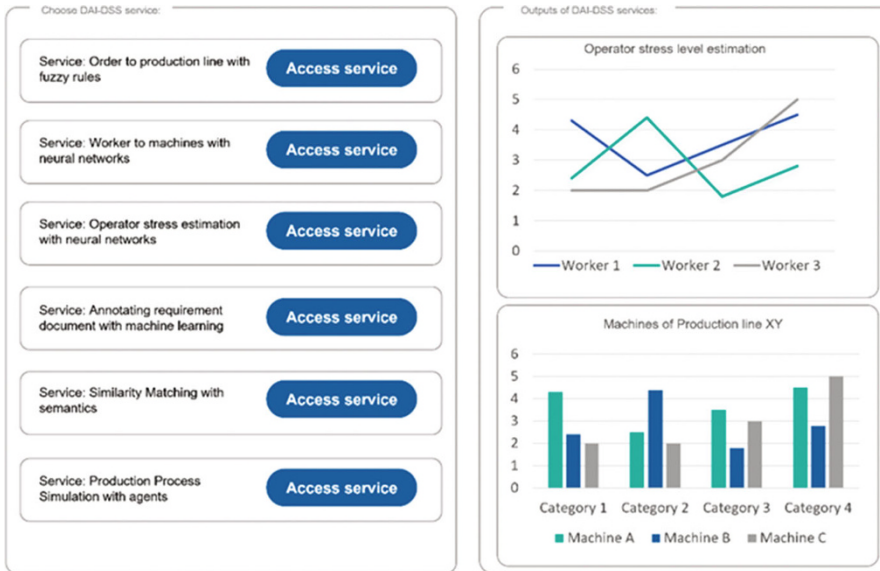 Choose DAI-DSS service:
Service: Order to production line with
fuzzy rules
Access service
Service: Worker to machines with
neural networks
Access service
Service: Operator stress estimation
with neural networks
Access service
Service: Annotating requirement
document with machine learning
Access service
Service: Similarity Matching with
semantics
Access service
Service: Production Process
Simulation with agents
Access service
Outputs of DAI-DSS services:
Operator stress level estimation
6
5
4
3
2
1
0
Worker 1 Worker 2 Worker 3
Machines of Production line XY
6
5
4
3
2
1
0
Category 1 Category 2 Category 3 Category 4
Machine A Machine B Machine C